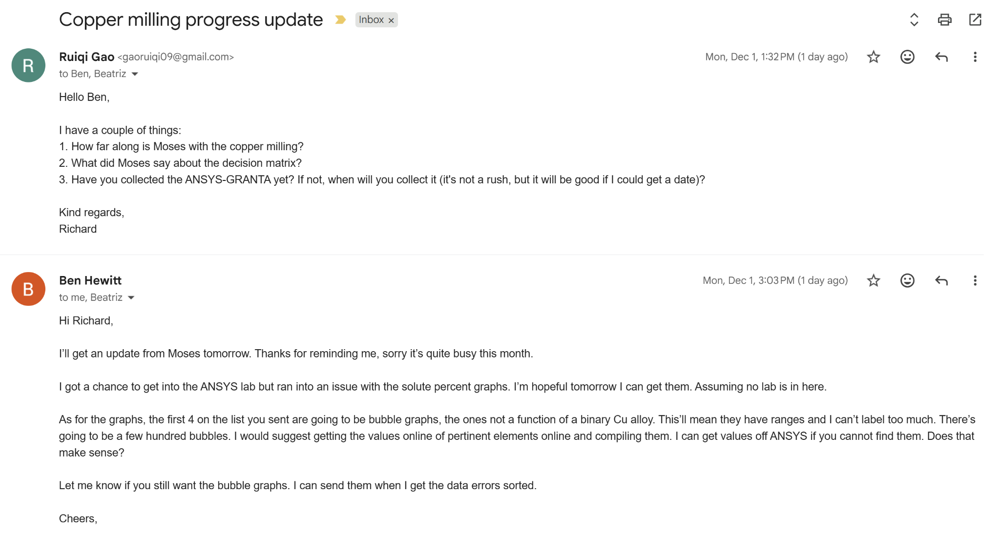 Copper milling progress update
Inbox ×
R
Ruiqi Gao <gaoruiqi09@gmail.com>
Mon, Dec 1, 1:32 PM (1 day ago)
to Ben, Beatriz
Hello Ben,
I have a couple of things:
1. How far along is Moses with the copper milling?
2. What did Moses say about the decision matrix?
3. Have you collected the ANSYS-GRANTA yet? If not, when will you collect it (it's not a rush, but it will be good if I could get a date)?
Kind regards,
Richard
B
Ben Hewitt
Mon, Dec 1, 3:03 PM (1 day ago)
to me, Beatriz
Hi Richard,
I’ll get an update from Moses tomorrow. Thanks for reminding me, sorry it’s quite busy this month.
I got a chance to get into the ANSYS lab but ran into an issue with the solute percent graphs. I’m hopeful tomorrow I can get them. Assuming no lab is in here.
As for the graphs, the first 4 on the list you sent are going to be bubble graphs, the ones not a function of a binary Cu alloy. This’ll mean they have ranges and I can’t label too much. There’s
going to be a few hundred bubbles. I would suggest getting the values online of pertinent elements online and compiling them. I can get values off ANSYS if you cannot find them. Does that
make sense?
Let me know if you still want the bubble graphs. I can send them when I get the data errors sorted.
Cheers,